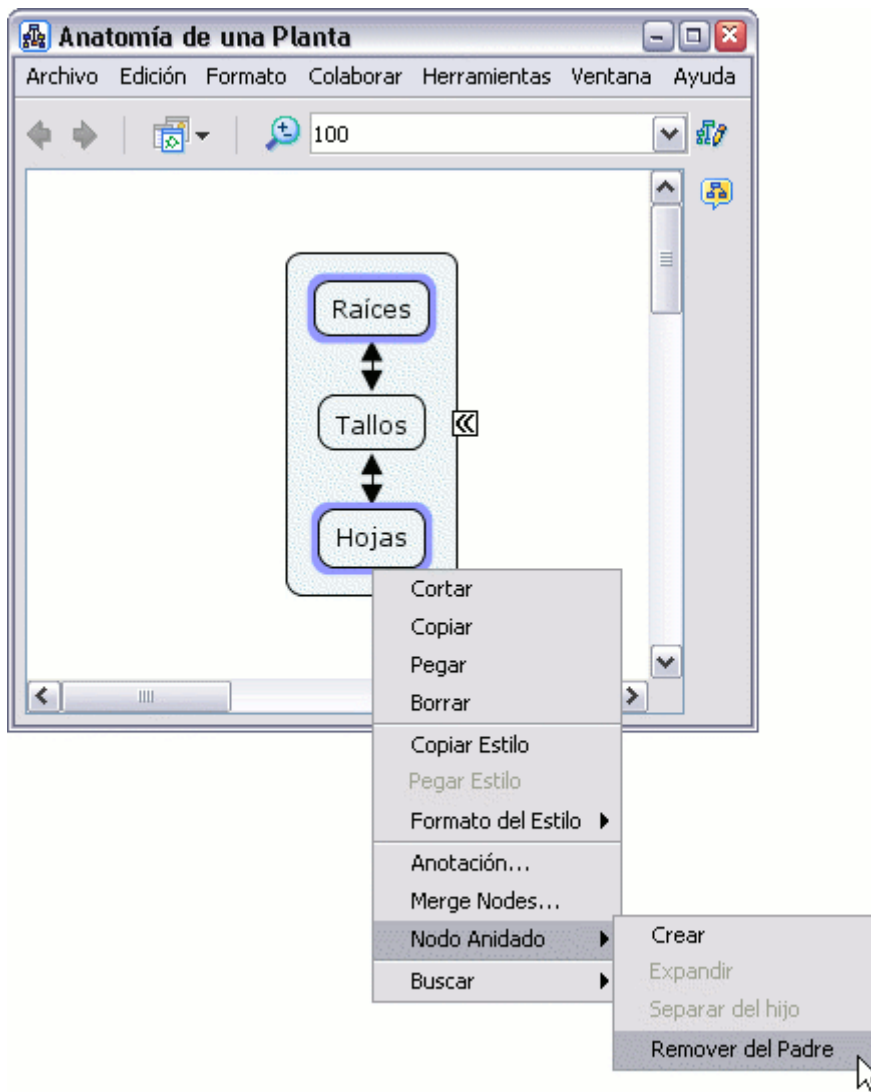 Anatomía de una Planta
Archivo Edición Formato Colaborar Herramientas Ventana Ayuda
100
Raíces
Tallos
Hojas
Cortar
Copiar
Pegar
Borrar
Copiar Estilo
Pegar Estilo
Formato del Estilo
Anotación...
Merge Nodes...
Nodo Anidado
Buscar
Crear
Expandir
Separar del hijo
Remover del Padre